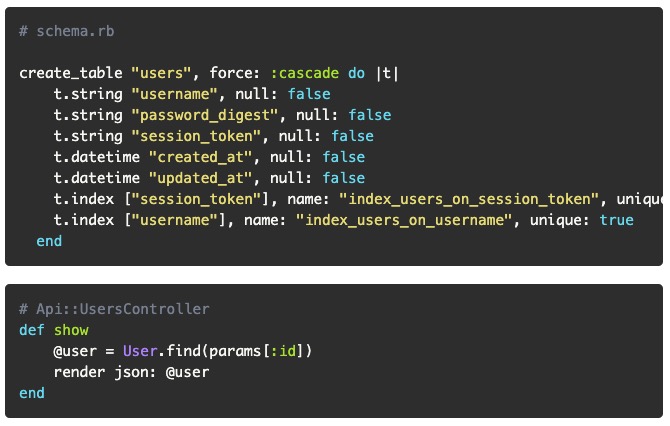 # schema.rb
create_table "users", force: :cascade do |t|
t.string "username", null: false
t.string "password_digest", null: false
t.string "session_token", null: false
t.datetime "created_at", null: false
t.datetime "updated_at", null: false
t.index ["session_token"], name: "index_users_on_session_token", uniqu
t.index ["username"], name: "index_users_on_username", unique: true
end
# Api::UsersController
def show
@user = User.find(params[:id])
render json: @user
end